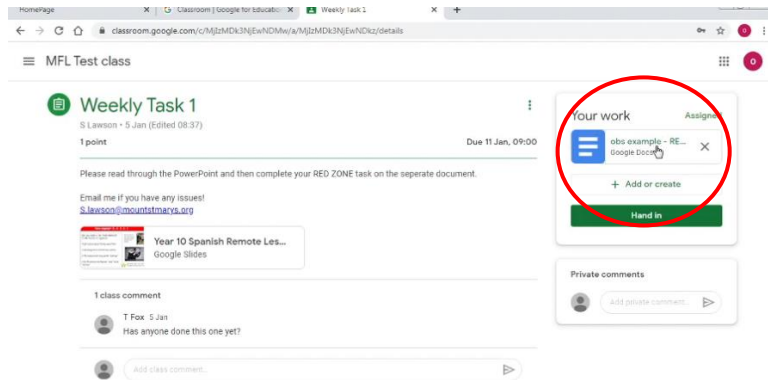 HomePage
Classroom | Google for Educatio
Weekly Task 1
classroom.google.com/c/MjIzMDk3NjEwNDMw/a/MjIzMDk3NjEwNDkz/details
MFL Test class
O
Weekly Task 1
S Lawson • 5 Jan (Edited 08:37)
1 point
Due 11 Jan, 09:00
Please read through the PowerPoint and then complete your RED ZONE task on the seperate document.
Email me if you have any issues!
S.lawson@mountstmarys.org
Year 10 Spanish Remote Les...
Google Slides
1 class comment
T Fox 5 Jan
Has anyone done this one yet?
Add class comment...
Your work
Assigned
obs example - RE...
Google Docs
+ Add or create
Hand in
Private comments
Add private comment...